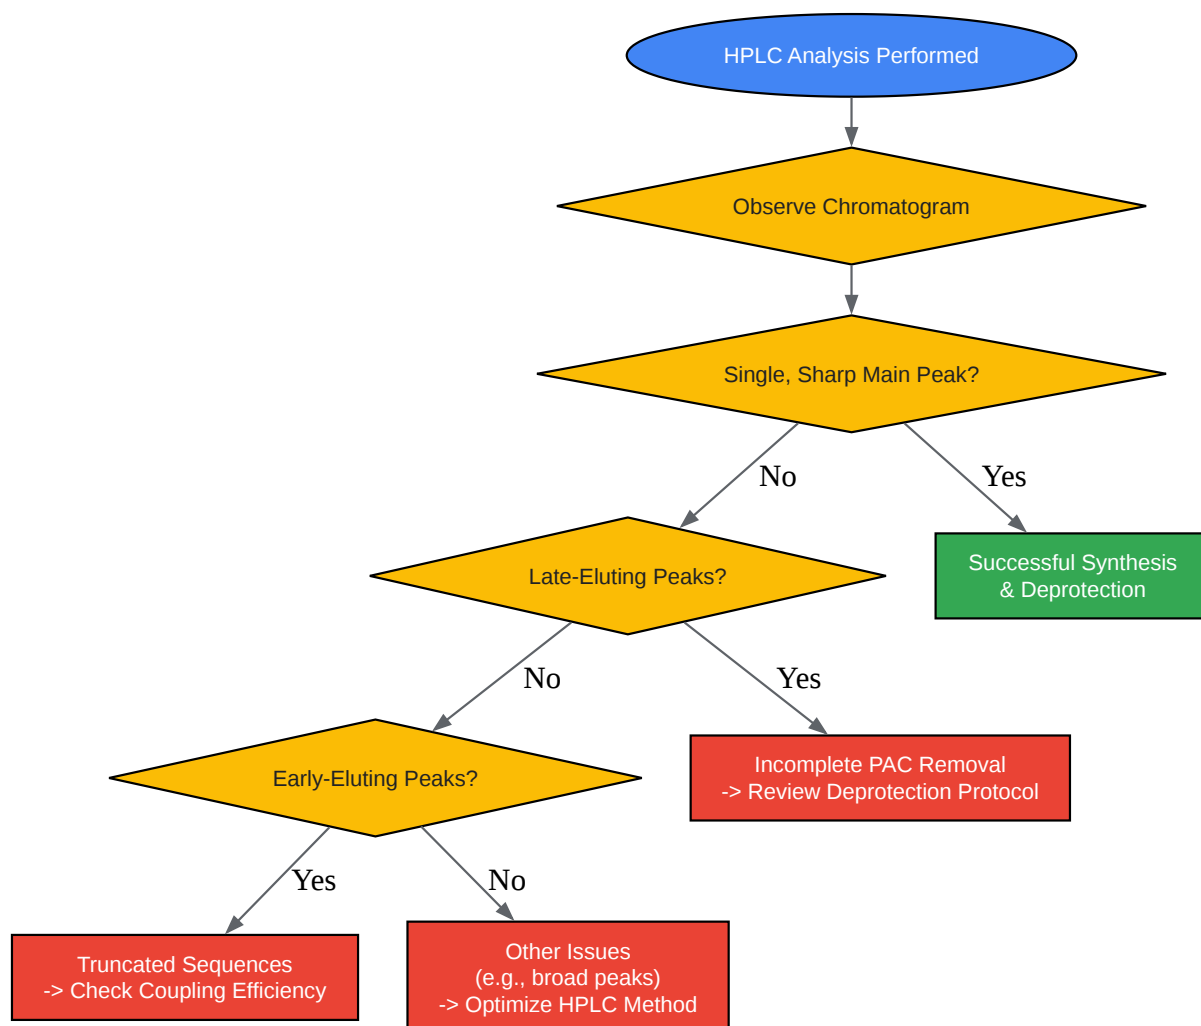 HPLC Analysis Performed
Observe Chromatogram
Single, Sharp Main Peak?
No
Yes
Late-Eluting Peaks?
Successful Synthesis
& Deprotection
No
Yes
Early-Eluting Peaks?
Incomplete PAC Removal
-> Review Deprotection Protocol
Yes
No
Truncated Sequences
-> Check Coupling Efficiency
Other Issues
(e.g., broad peaks)
-> Optimize HPLC Method